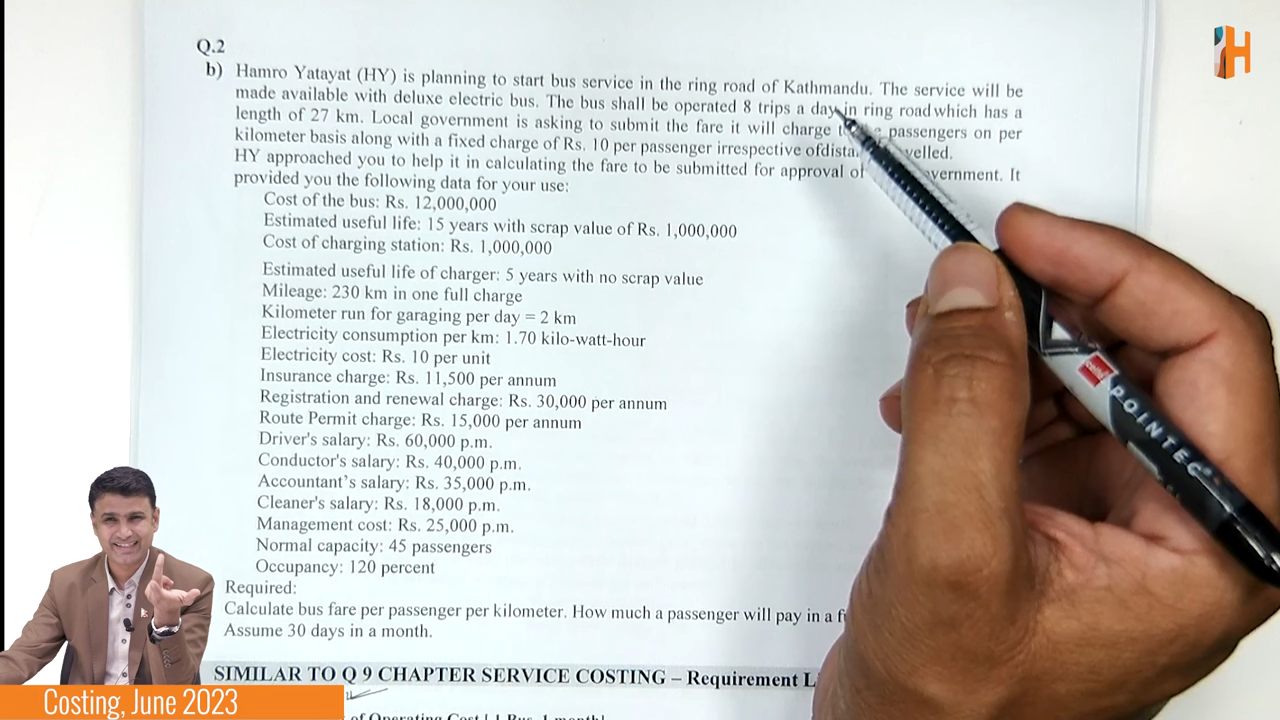 H
Q.2
b) Hamro Yatayat (HY) is planning to start bus service in the ring road of Kathmandu. The service will be
made available with deluxe electric bus. The bus shall be operated 8 trips a day in ring road which has a
length of 27 km. Local government is asking to submit the fare it will charge passengers on per
kilometer basis along with a fixed charge of Rs. 10 per passenger irrespective ofdista velled.
HY approached you to help it in calculating the fare to be submitted for approval of vernment. It
provided you the following data for your use:
Cost of the bus: Rs. 12,000,000
Estimated useful life: 15 years with scrap value of Rs. 1,000,000
Cost of charging station: Rs. 1,000,000
Estimated useful life of charger: 5 years with no scrap value
Mileage: 230 km in one full charge
Kilometer run for garaging per day = 2 km
Electricity consumption per km: 1.70 kilo-watt-hour
Electricity cost: Rs. 10 per unit
Insurance charge: Rs. 11,500 per annum
Registration and renewal charge: Rs. 30,000 per annum
Route Permit charge: Rs. 15,000 per annum
Driver's salary: Rs. 60,000 p.m.
Conductor's salary: Rs. 40,000 p.m.
Accountant's salary: Rs. 35,000 p.m.
Cleaner's salary: Rs. 18,000 p.m.
Management cost: Rs. 25,000 p.m.
Normal capacity: 45 passengers
Occupancy: 120 percent
Required:
Calculate bus fare per passenger per kilometer. How much a passenger will pay in a f
Assume 30 days in a month.
SIMILAR TO Q 9 CHAPTER SERVICE COSTING – Requirement L
of Operating Cost | 1 Bus, 1 month|
cello POINTEC
Costing, June 2023